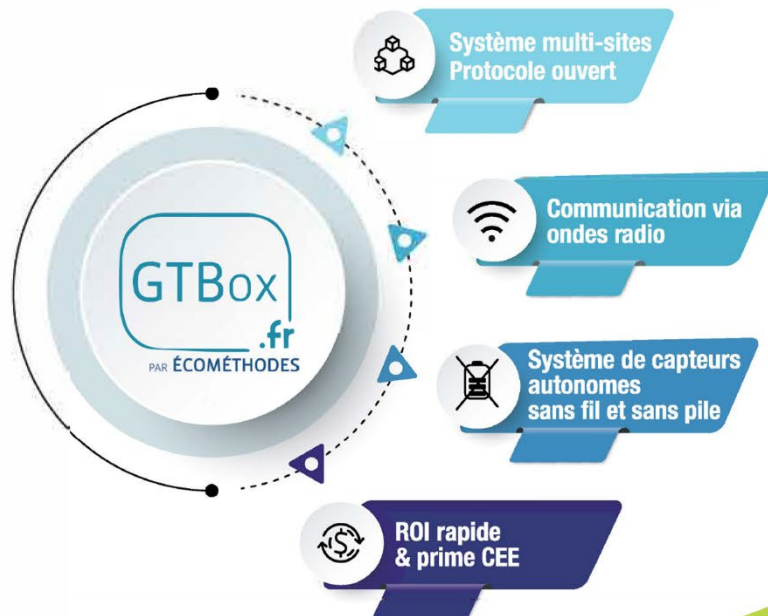 Système multi-sites
Protocole ouvert
Communication via
ondes radio
GTBox
.fr
PAR ÉCOMÉTHODES
Système de capteurs
autonomes
sans fil et sans pile
ROI rapide
& prime CEE